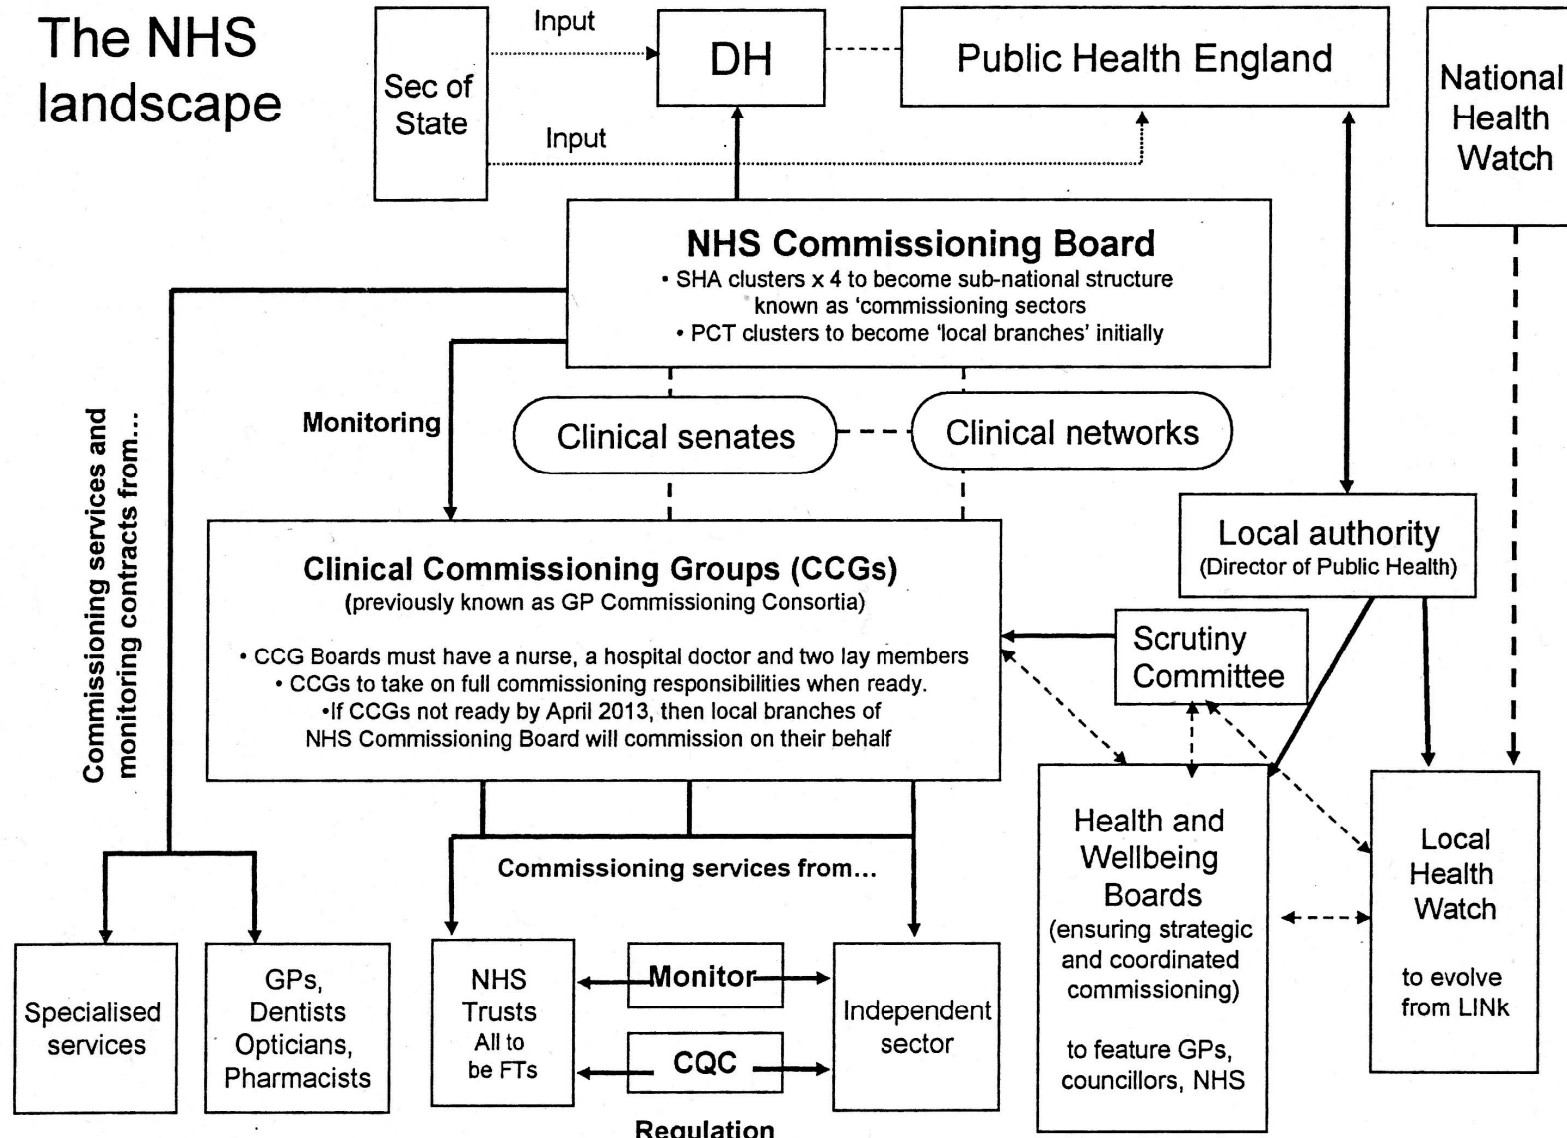 The NHS
landscape
Input
Input
Sec of
State
DH
Public Health England
National
Health
Watch
NHS Commissioning Board
• SHA clusters x 4 to become sub-national structure
known as ‘commissioning sectors
• PCT clusters to become ‘local branches’ initially
Commissioning services and
monitoring contracts from...
Monitoring
Clinical senates
Clinical networks
Local authority
(Director of Public Health)
Clinical Commissioning Groups (CCGs)
(previously known as GP Commissioning Consortia)
• CCG Boards must have a nurse, a hospital doctor and two lay members
• CCGs to take on full commissioning responsibilities when ready.
•If CCGs not ready by April 2013, then local branches of
NHS Commissioning Board will commission on their behalf
Scrutiny
Committee
Commissioning services from...
Health and
Wellbeing
Boards
(ensuring strategic
and coordinated
commissioning)
to feature GPs,
councillors, NHS
Local
Health
Watch
to evolve
from LINk
Specialised
services
GPs,
Dentists
Opticians,
Pharmacists
NHS
Trusts
All to
be FTs
Monitor
CQC
Independent
sector
Regulation